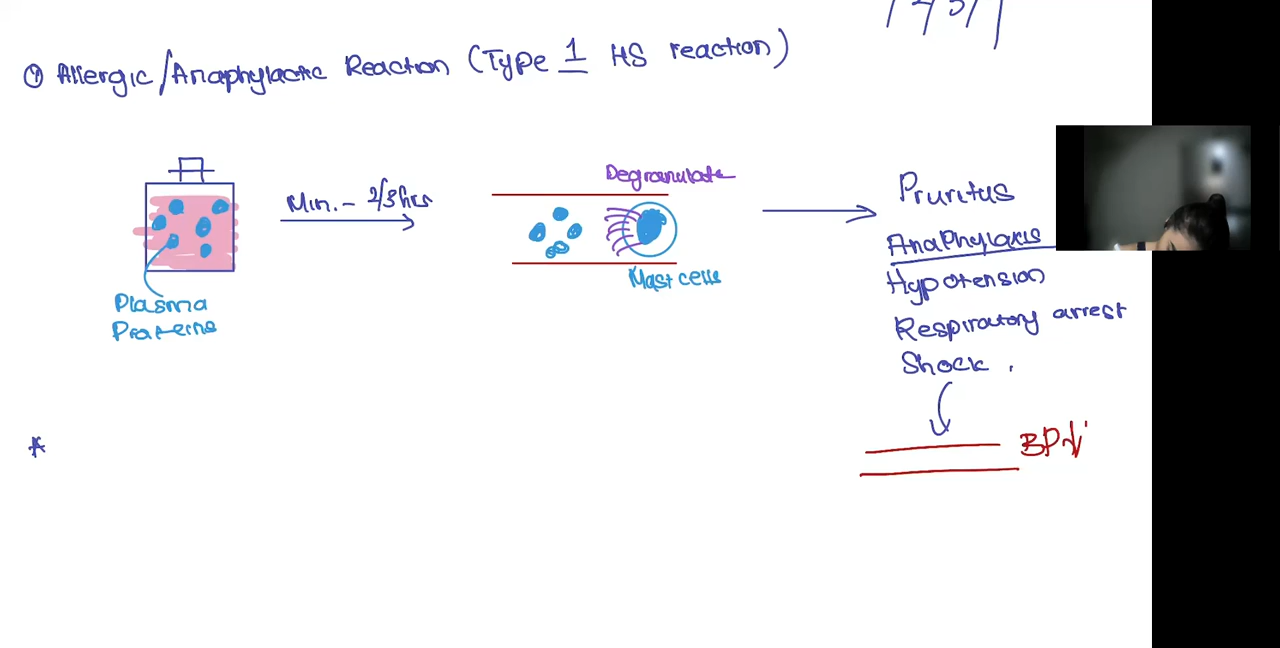 ① Allergic/Anaphylactic Reaction (Type 1 HS reaction)
Min. - 2/3hrs
Degranulate
Mast cells
Plasma
Proteins
Pruritus
Anaphylaxis
Hypotension
Respiratory arrest
Shock.
BP↓
*